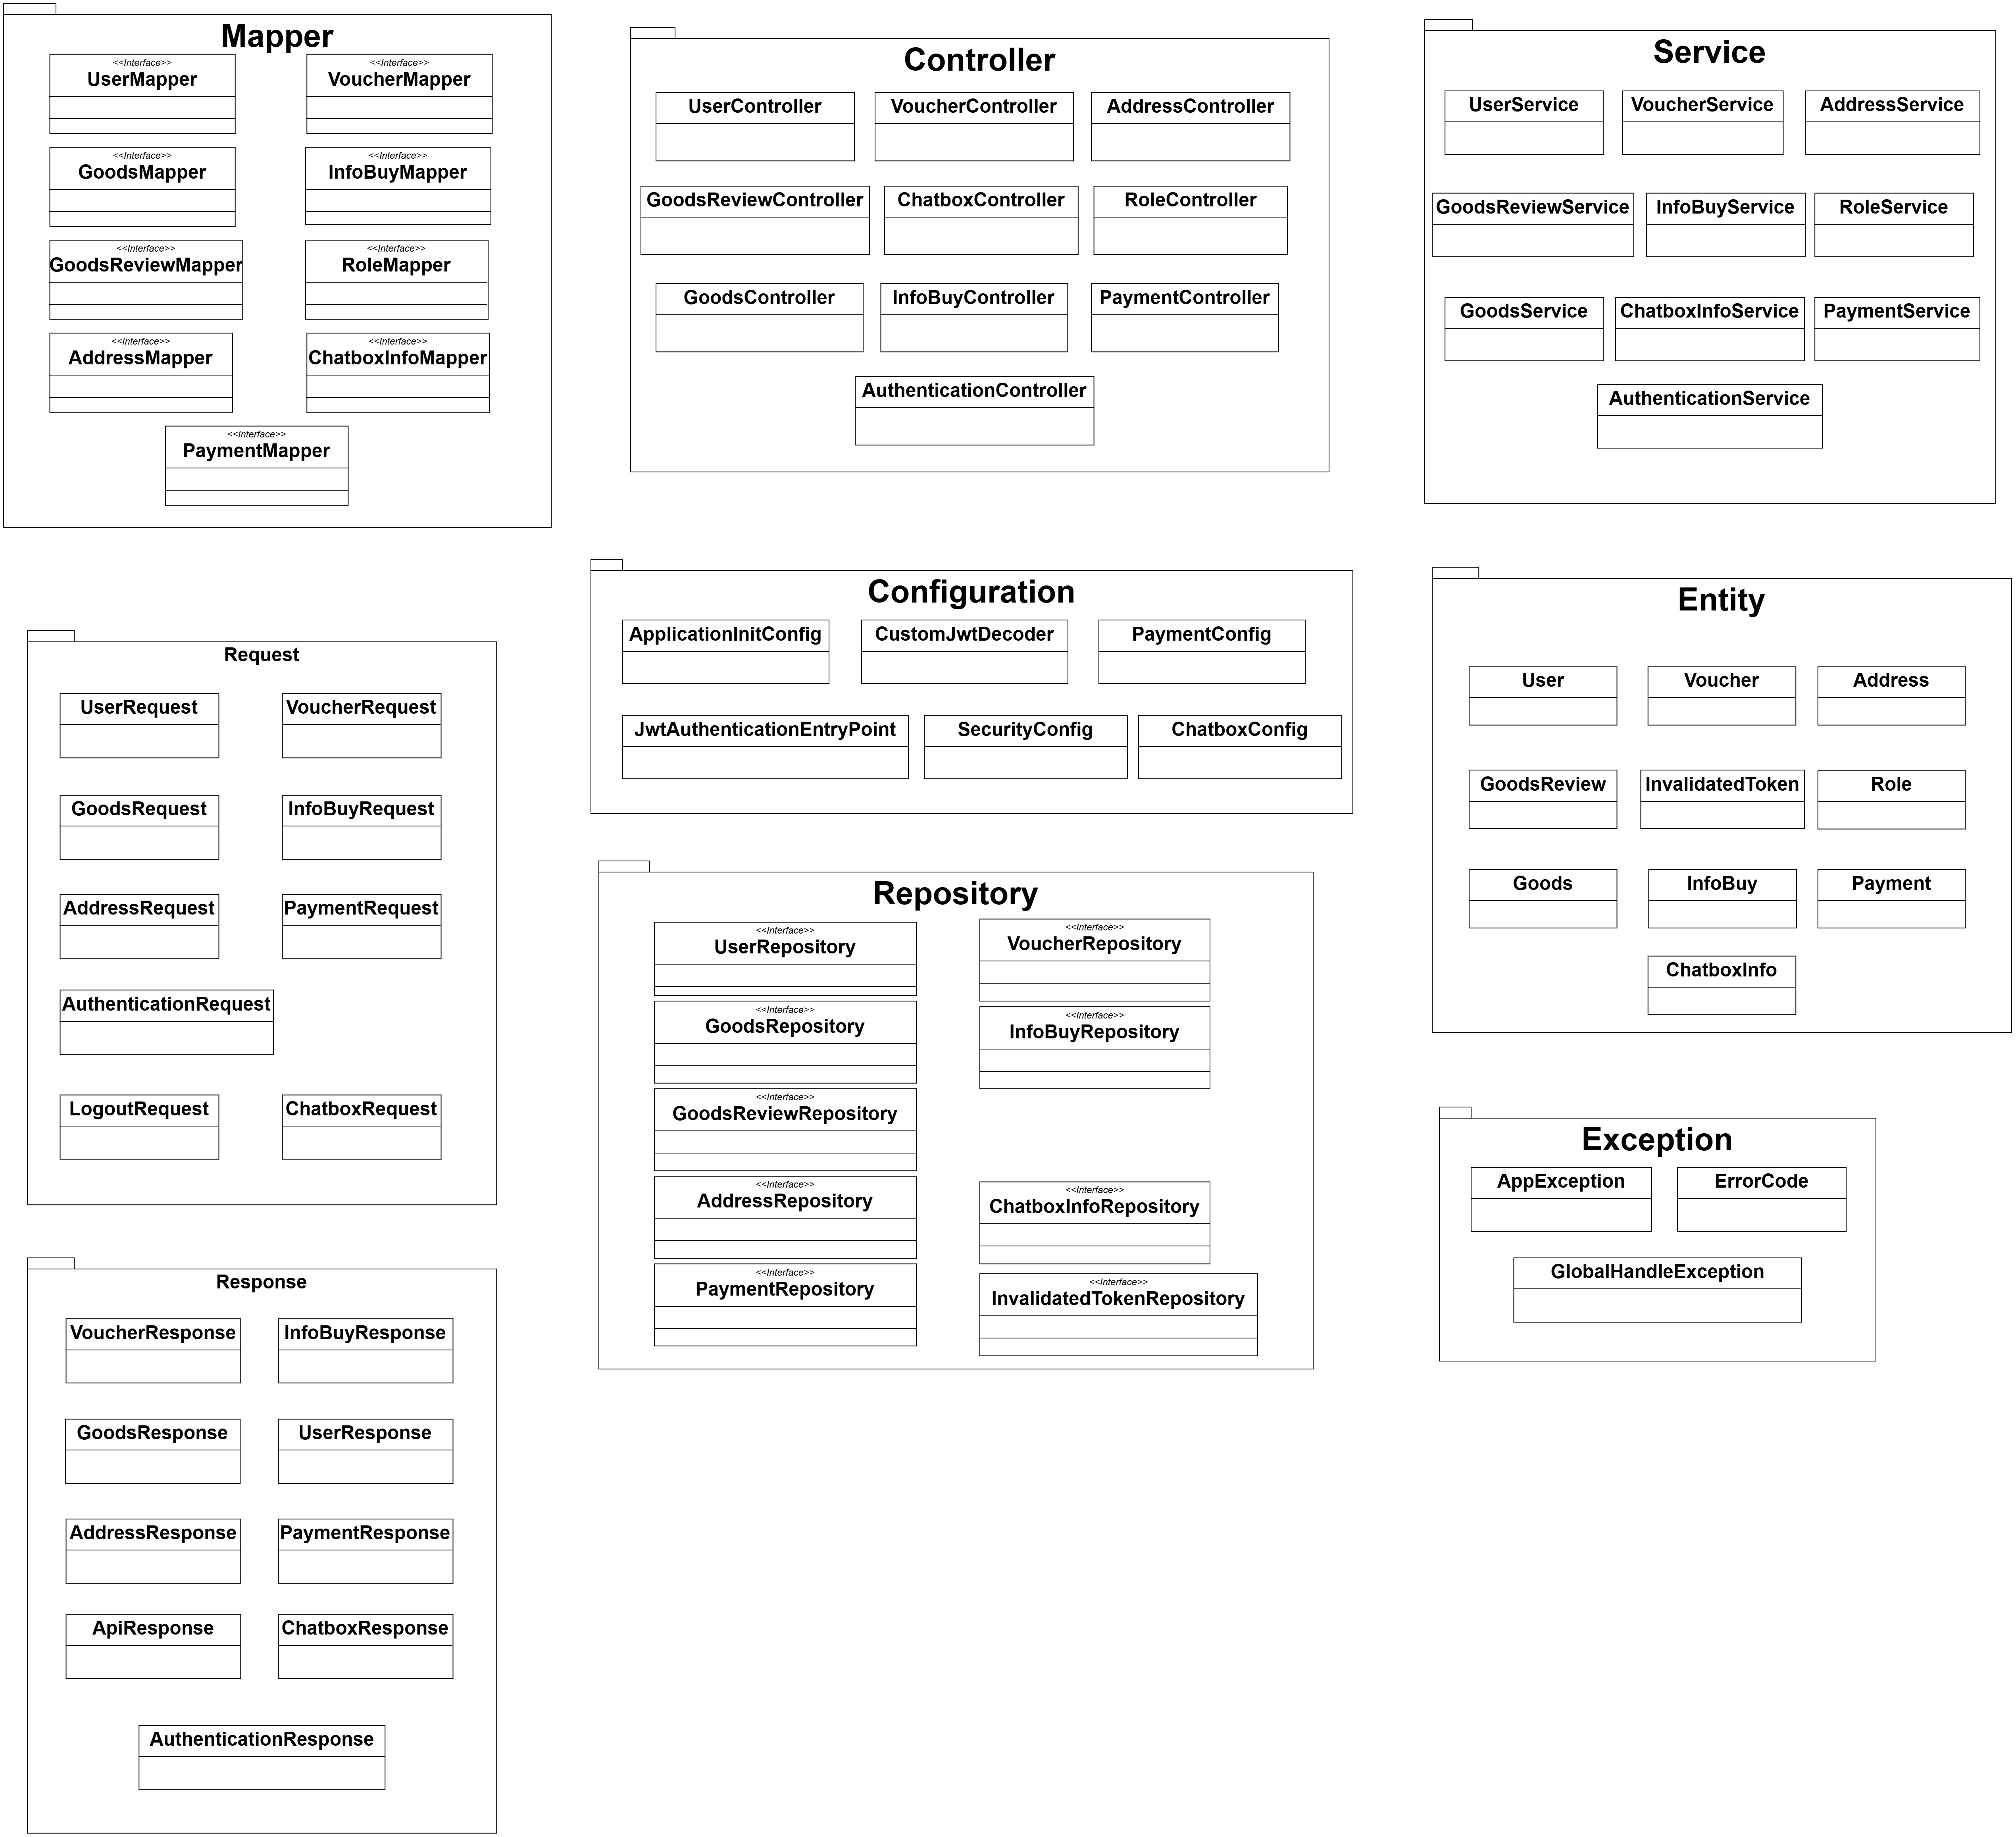 Mapper
<<Interface>>
UserMapper
<<Interface>>
VoucherMapper
<<Interface>>
GoodsMapper
<<Interface>>
InfoBuyMapper
<<Interface>>
GoodsReviewMapper
<<Interface>>
RoleMapper
<<Interface>>
AddressMapper
<<Interface>>
ChatboxInfoMapper
<<Interface>>
PaymentMapper
Controller
UserController
VoucherController
AddressController
GoodsReviewController
ChatboxController
RoleController
GoodsController
InfoBuyController
PaymentController
AuthenticationController
Service
UserService
VoucherService
AddressService
GoodsReviewService
InfoBuyService
RoleService
GoodsService
ChatboxInfoService
PaymentService
AuthenticationService
Request
UserRequest
VoucherRequest
GoodsRequest
InfoBuyRequest
AddressRequest
PaymentRequest
AuthenticationRequest
LogoutRequest
ChatboxRequest
Configuration
ApplicationInitConfig
CustomJwtDecoder
PaymentConfig
JwtAuthenticationEntryPoint
SecurityConfig
ChatboxConfig
Entity
User
Voucher
Address
GoodsReview
InvalidatedToken
Role
Goods
InfoBuy
Payment
ChatboxInfo
Repository
<<Interface>>
UserRepository
<<Interface>>
VoucherRepository
<<Interface>>
GoodsRepository
<<Interface>>
InfoBuyRepository
<<Interface>>
GoodsReviewRepository
<<Interface>>
AddressRepository
<<Interface>>
ChatboxInfoRepository
<<Interface>>
PaymentRepository
<<Interface>>
InvalidatedTokenRepository
Exception
AppException
ErrorCode
GlobalHandleException
Response
VoucherResponse
InfoBuyResponse
GoodsResponse
UserResponse
AddressResponse
PaymentResponse
ApiResponse
ChatboxResponse
AuthenticationResponse